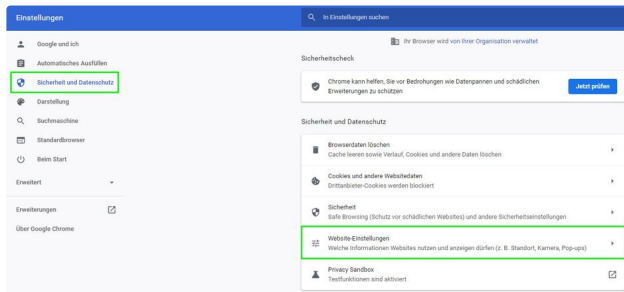 Einstellungen
In Einstellungen suchen
Google und ich
Automatisches Ausfüllen
Sicherheit und Datenschutz
Darstellung
Suchmaschine
Standardbrowser
Beim Start
Erweitert
Erweiterungen
Über Google Chrome
Ihr Browser wird von Ihrer Organisation verwaltet
Sicherheitscheck
Chrome kann helfen, Sie vor Bedrohungen wie Datenpannen und schädlichen
Erweiterungen zu schützen
Jetzt prüfen
Sicherheit und Datenschutz
Browserdaten löschen
Cache leeren sowie Verlauf, Cookies und andere Daten löschen
Cookies und andere Websitedaten
Drittanbieter-Cookies werden blockiert
Sicherheit
Safe Browsing (Schutz vor schädlichen Websites) und andere Sicherheitseinstellungen
Website-Einstellungen
Welche Informationen Websites nutzen und anzeigen dürfen (z. B. Standort, Kamera, Pop-ups)
Privacy Sandbox
Testfunktionen sind aktiviert